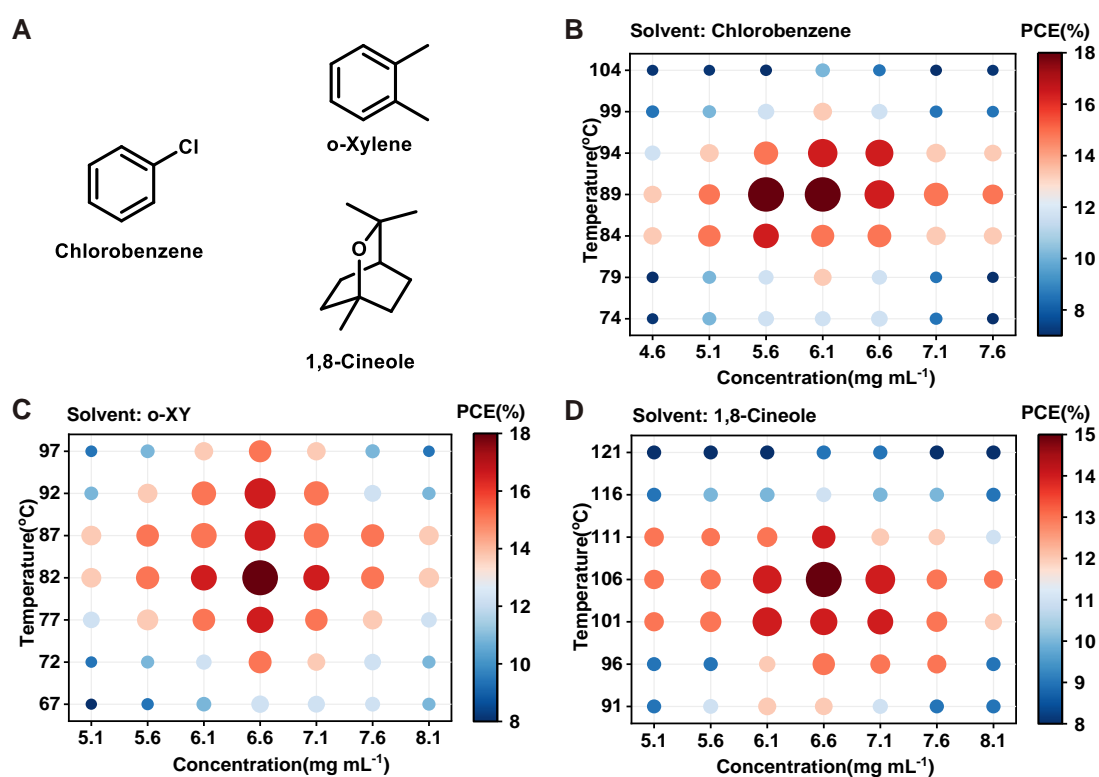 A
Cl
Chlorobenzene
o-Xylene
O
1,8-Cineole
B
Solvent: Chlorobenzene
PCE(%)
Temperature(°C)
104
99
94
89
84
79
74
4.6 5.1 5.6 6.1 6.6 7.1 7.6
Concentration(mg mL⁻¹)
18
16
14
12
10
8
C
Solvent: o-XY
PCE(%)
Temperature(°C)
97
92
87
82
77
72
67
5.1 5.6 6.1 6.6 7.1 7.6 8.1
Concentration(mg mL⁻¹)
18
16
14
12
10
8
D
Solvent: 1,8-Cineole
PCE(%)
Temperature(°C)
121
116
111
106
101
96
91
5.1 5.6 6.1 6.6 7.1 7.6 8.1
Concentration(mg mL⁻¹)
15
14
13
12
11
10
9
8